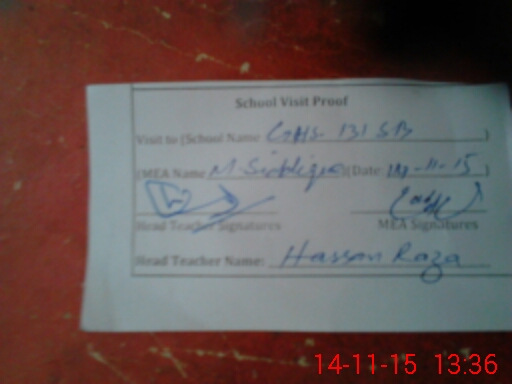 School Visit Proof
Visit to (School Name GHS 131 SB )
(MEA Name M. Siddique )(Date: 14-11-15 )
Head Teacher Signatures MEA Signatures
Head Teacher Name: Hassan Raza
14-11-15 13:36